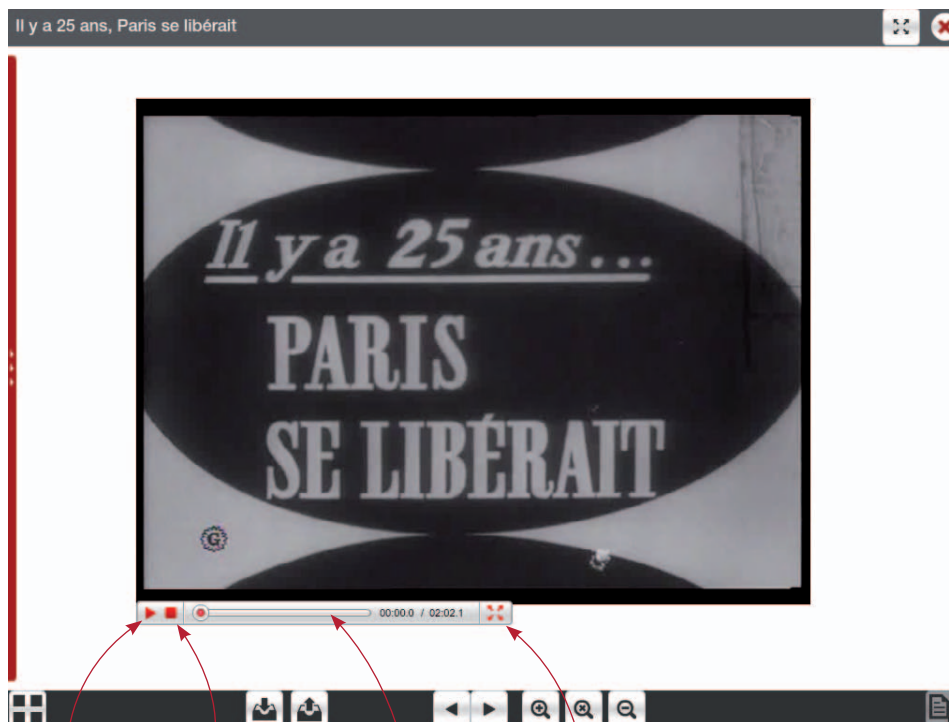 Il y a 25 ans, Paris se libérait
Il y a 25 ans...
PARIS
SE LIBÉRAIT
G
00:00.0 / 02:02.1